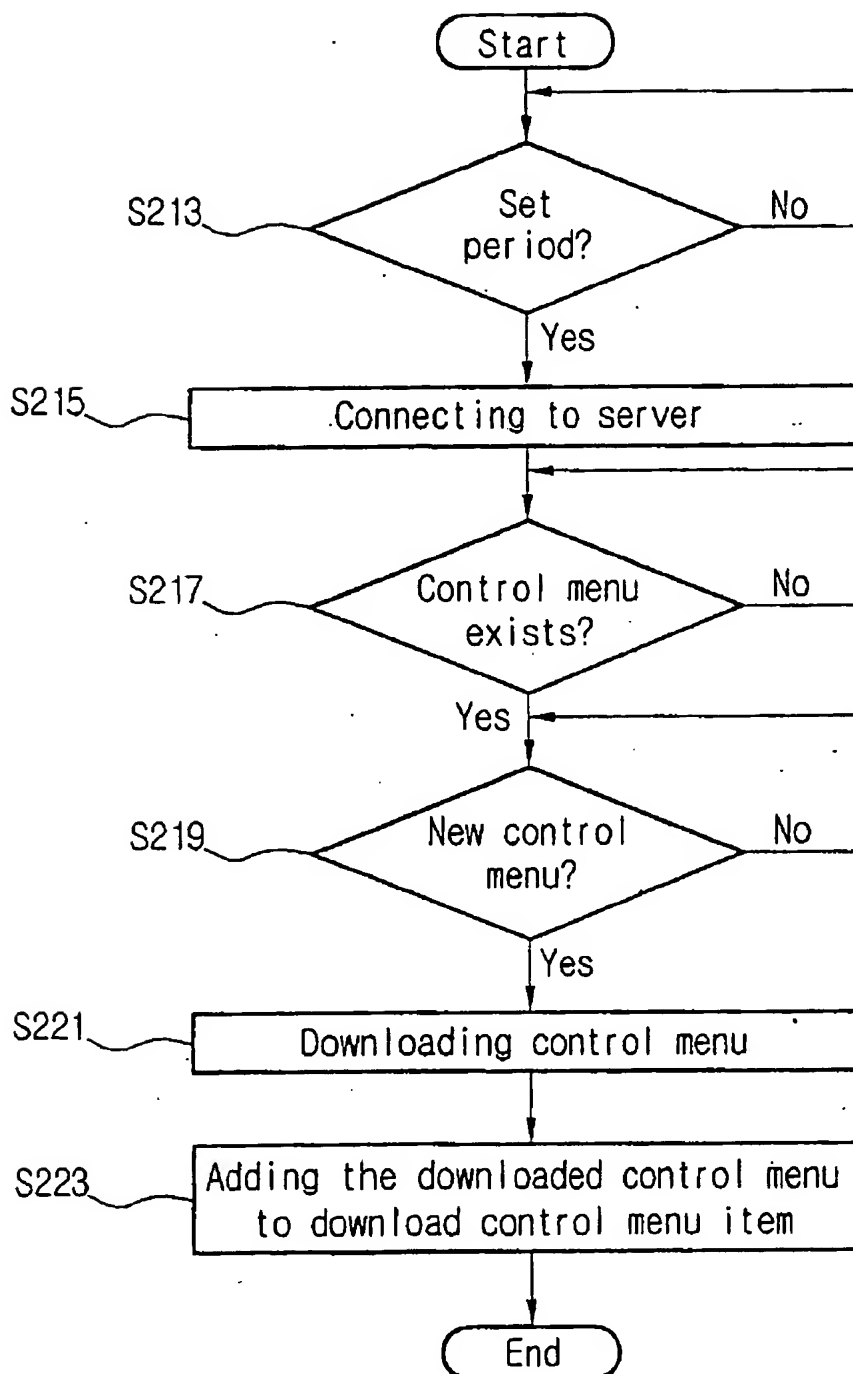 Start
S213
Set
period?
No
Yes
S215
Connecting to server
S217
Control menu
exists?
No
Yes
S219
New control
menu?
No
Yes
S221
Downloading control menu
S223
Adding the downloaded control menu
to download control menu item
End